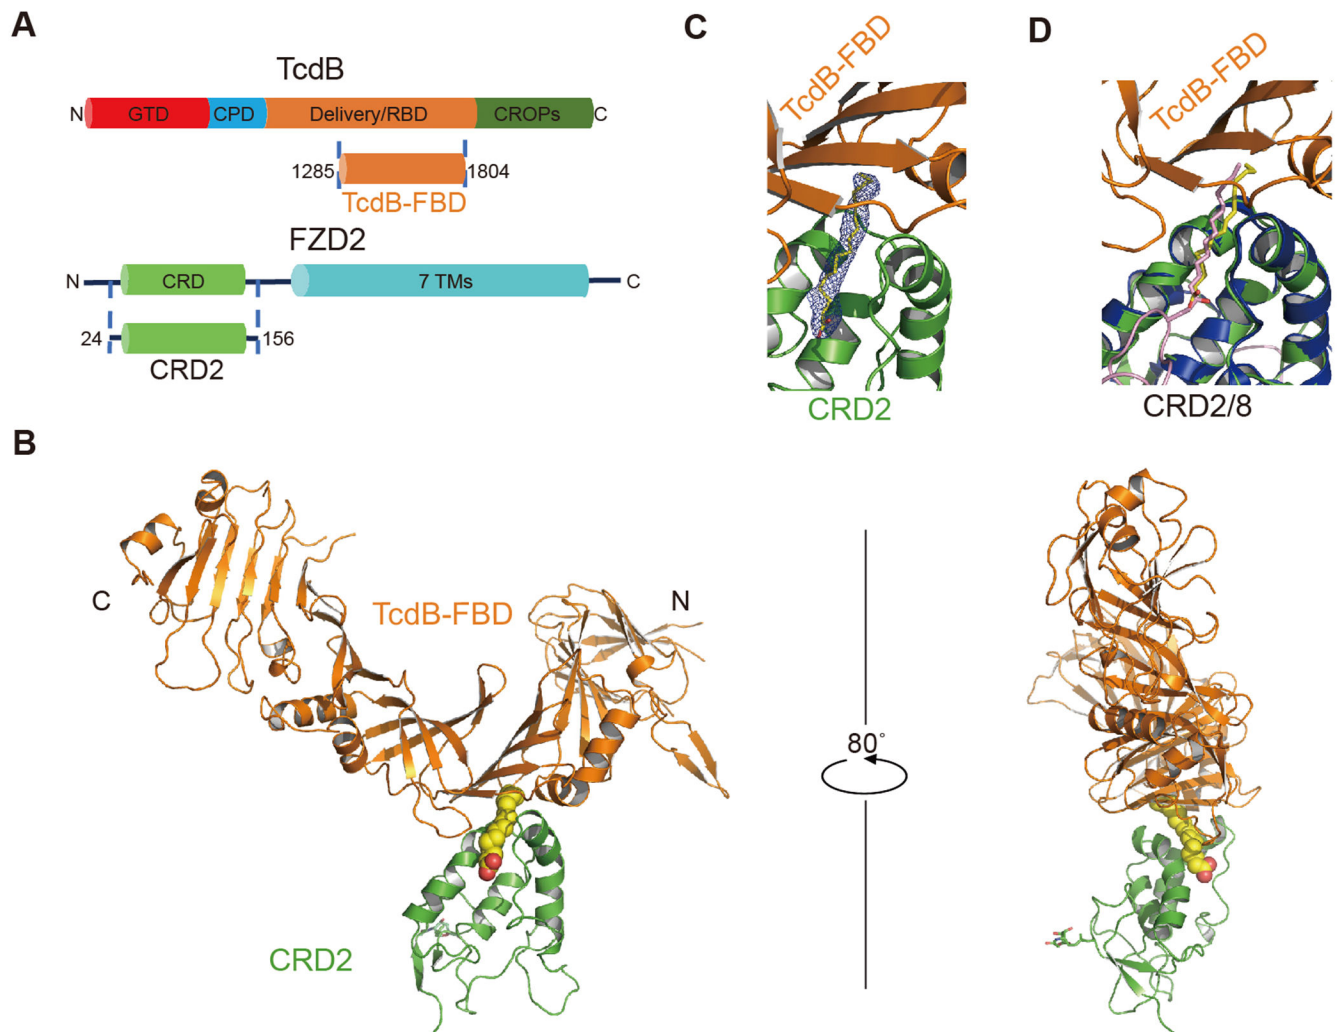 A
TcdB
N GTD CPD Delivery/RBD CROPs C
1285 1804
TcdB-FBD
FZD2
N CRD 7 TMs C
24 156
CRD2
C
TcdB-FBD
CRD2
D
TcdB-FBD
CRD2/8
B
C TcdB-FBD N
CRD2
80°